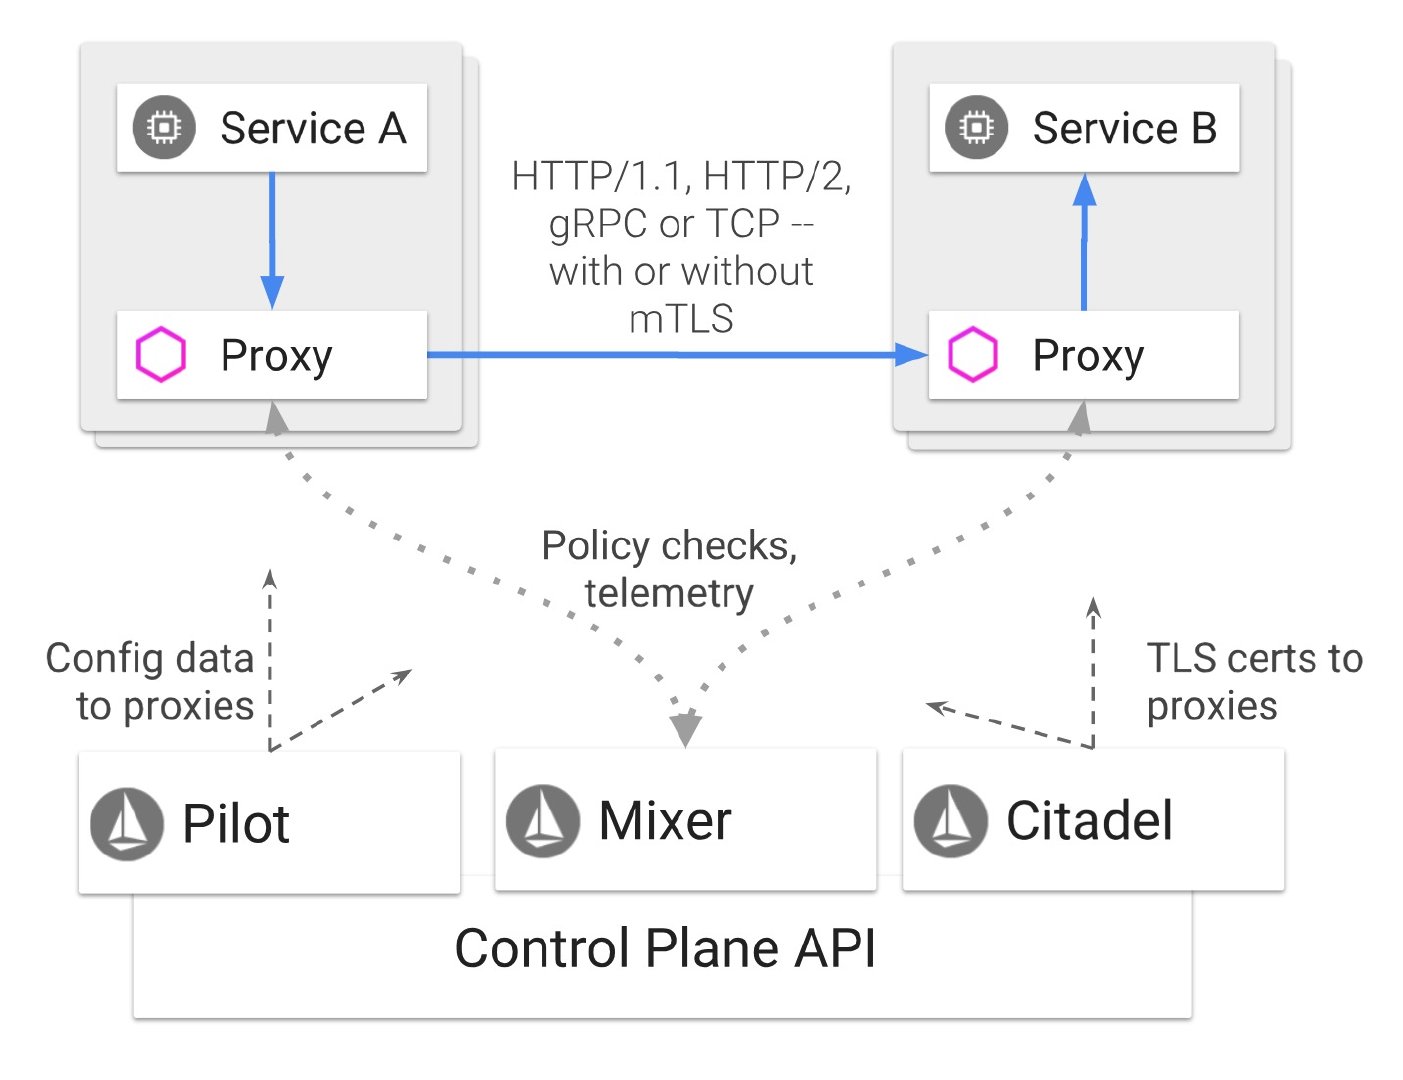 Service A
Service B
HTTP/1.1, HTTP/2,
gRPC or TCP --
with or without
mTLS
Proxy
Proxy
Policy checks,
telemetry
Config data
to proxies
TLS certs to
proxies
Pilot
Mixer
Citadel
Control Plane API